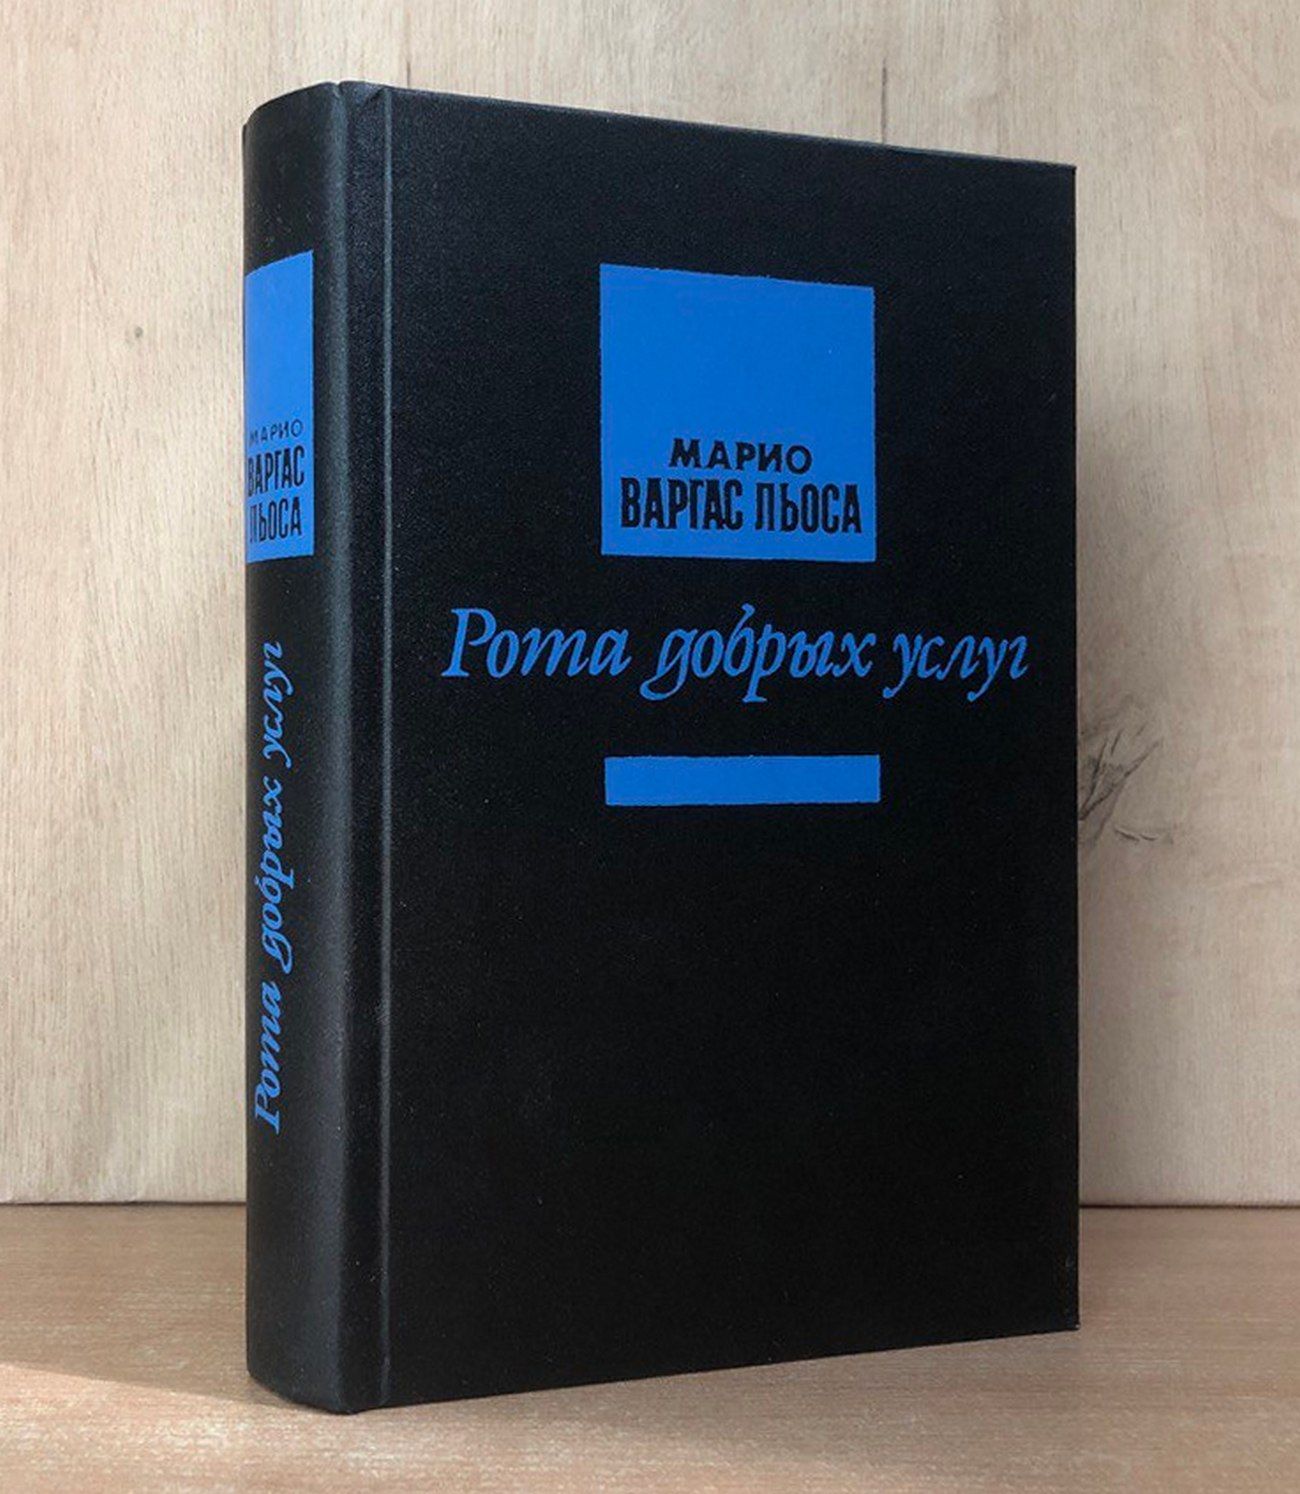 МАРИО
ВАРГАС
ЛЬОСА
Рота добрых услуг
МАРИО
ВАРГАС ЛЬОСА
Рота добрых услуг